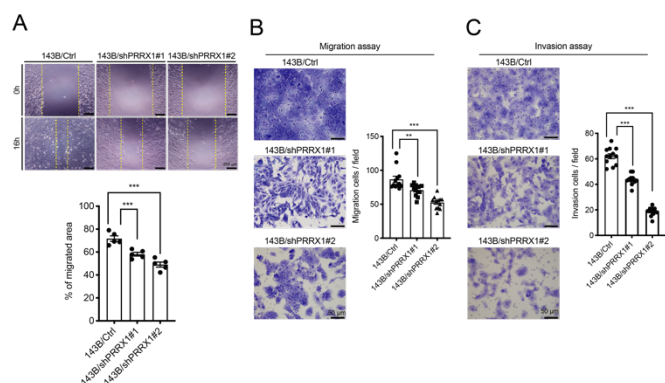 A
143B/Ctrl 143B/shPRRX1#1 143B/shPRRX1#2
0h
16h
***
***
% of migrated area
100
80
60
40
20
0
143B/Ctrl
143B/shPRRX1#1
143B/shPRRX1#2
B
Migration assay
143B/Ctrl
143B/shPRRX1#1
143B/shPRRX1#2
50 μm
***
**
Migration cells / field
150
100
50
0
143B/Ctrl
143B/shPRRX1#1
143B/shPRRX1#2
C
Invasion assay
143B/Ctrl
143B/shPRRX1#1
143B/shPRRX1#2
50 μm
***
***
Invasion cells / field
80
60
40
20
0
143B/Ctrl
143B/shPRRX1#1
143B/shPRRX1#2